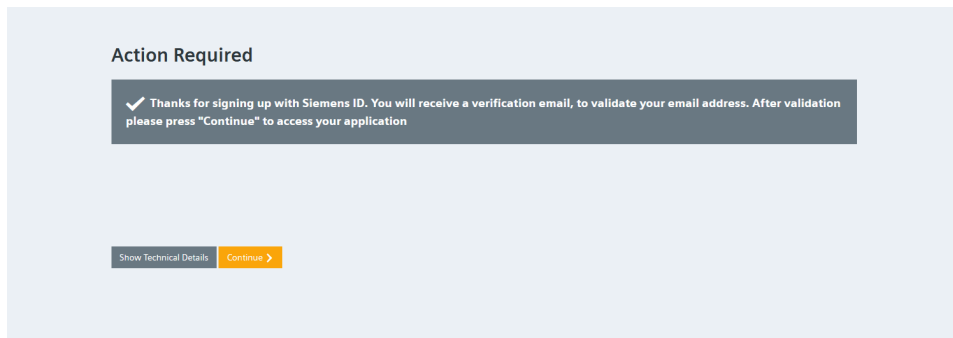 Action Required
Thanks for signing up with Siemens ID. You will receive a verification email, to validate your email address. After validation
please press "Continue" to access your application
Show Technical Details
Continue